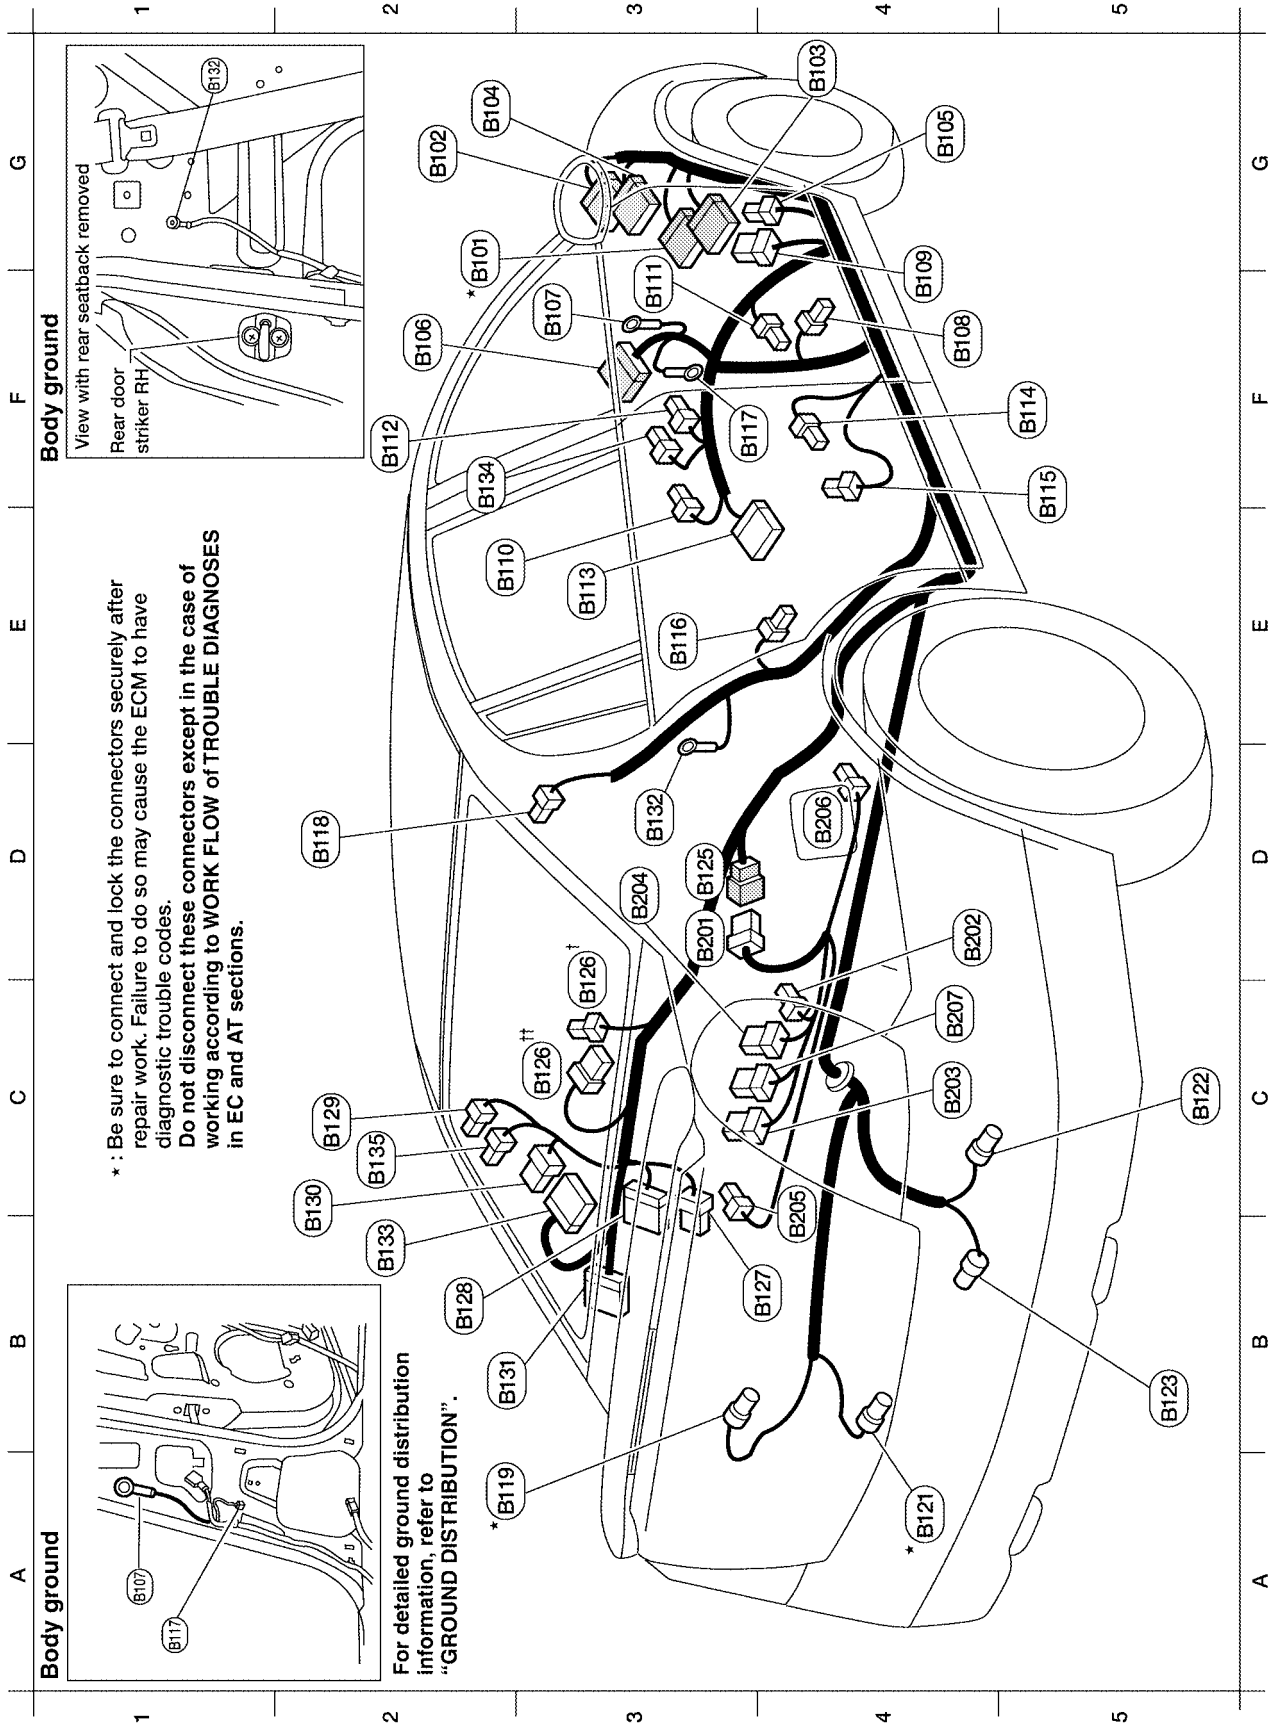 A
B
C
D
E
F
G
1
2
3
4
5
Body ground
B107
B117
For detailed ground distribution
information, refer to
“GROUND DISTRIBUTION”.
★ : Be sure to connect and lock the connectors securely after
repair work. Failure to do so may cause the ECM to have
diagnostic trouble codes.
Do not disconnect these connectors except in the case of
working according to WORK FLOW of TROUBLE DIAGNOSES
in EC and AT sections.
Body ground
View with rear seatback removed
Rear door
striker RH
B132
B118
B129
B135
B130
B133
B128
B131
★ B119
B126 ††
B126 †
B112
B106
B102
★ B101
B104
B134
B107
B110
B113
B111
B116
B103
B132
B204
B125
B201
B117
B105
B109
B108
B206
B127
B205
B202
B207
B203
B114
B115
★ B121
B122
B123
1
2
3
4
5
A
B
C
D
E
F
G